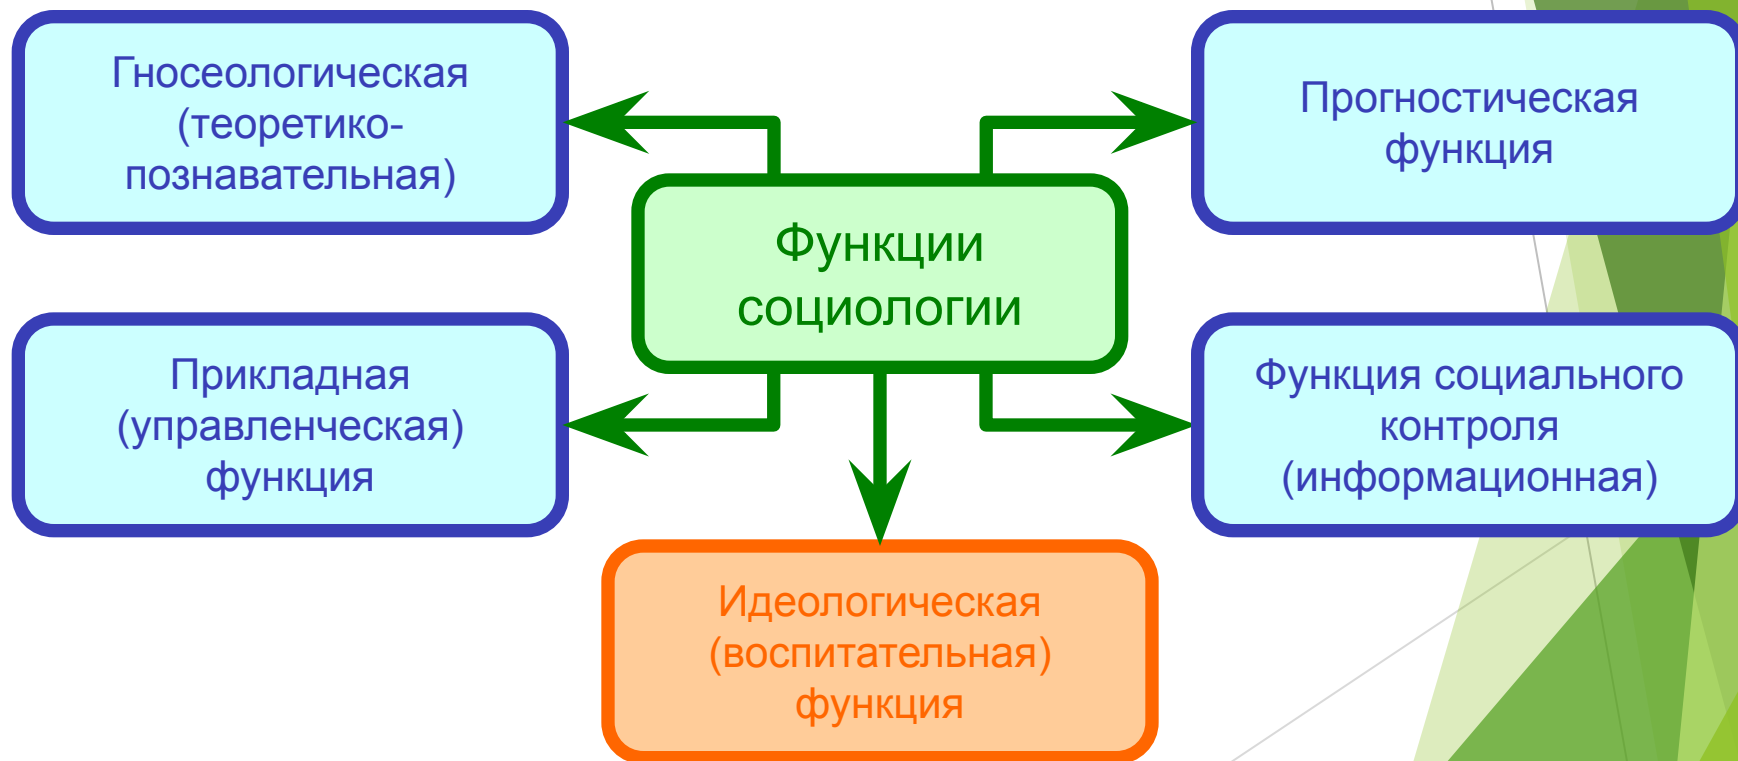 Гносеологическая
(теоретико-
познавательная)
Прогностическая
функция
Функции
социологии
Прикладная
(управленческая)
функция
Функция социального
контроля
(информационная)
Идеологическая
(воспитательная)
функция